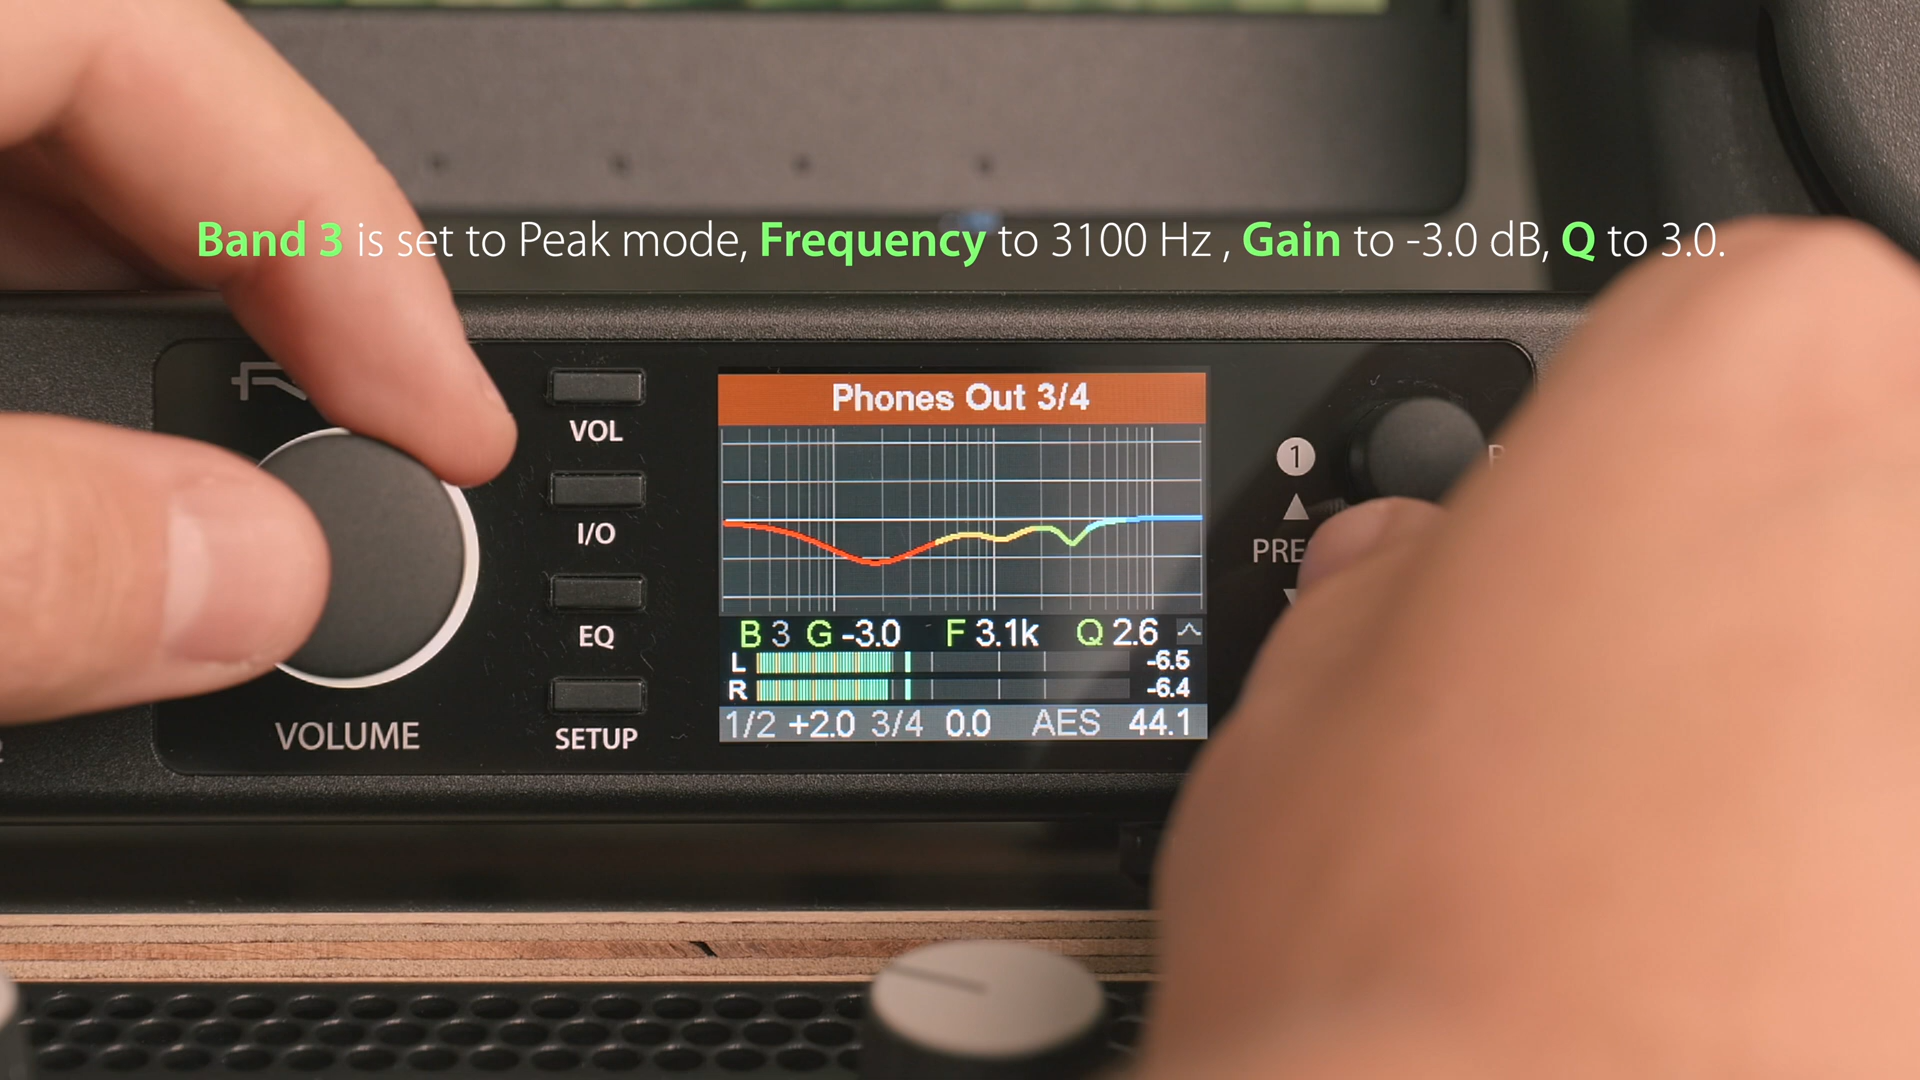 Band 3 is set to Peak mode, Frequency to 3100 Hz , Gain to -3.0 dB, Q to 3.0.
VOL
I/O
EQ
SETUP
VOLUME
Phones Out 3/4
B 3 G -3.0 F 3.1k Q 2.6
L -6.5
R -6.4
1/2 +2.0 3/4 0.0 AES 44.1
1